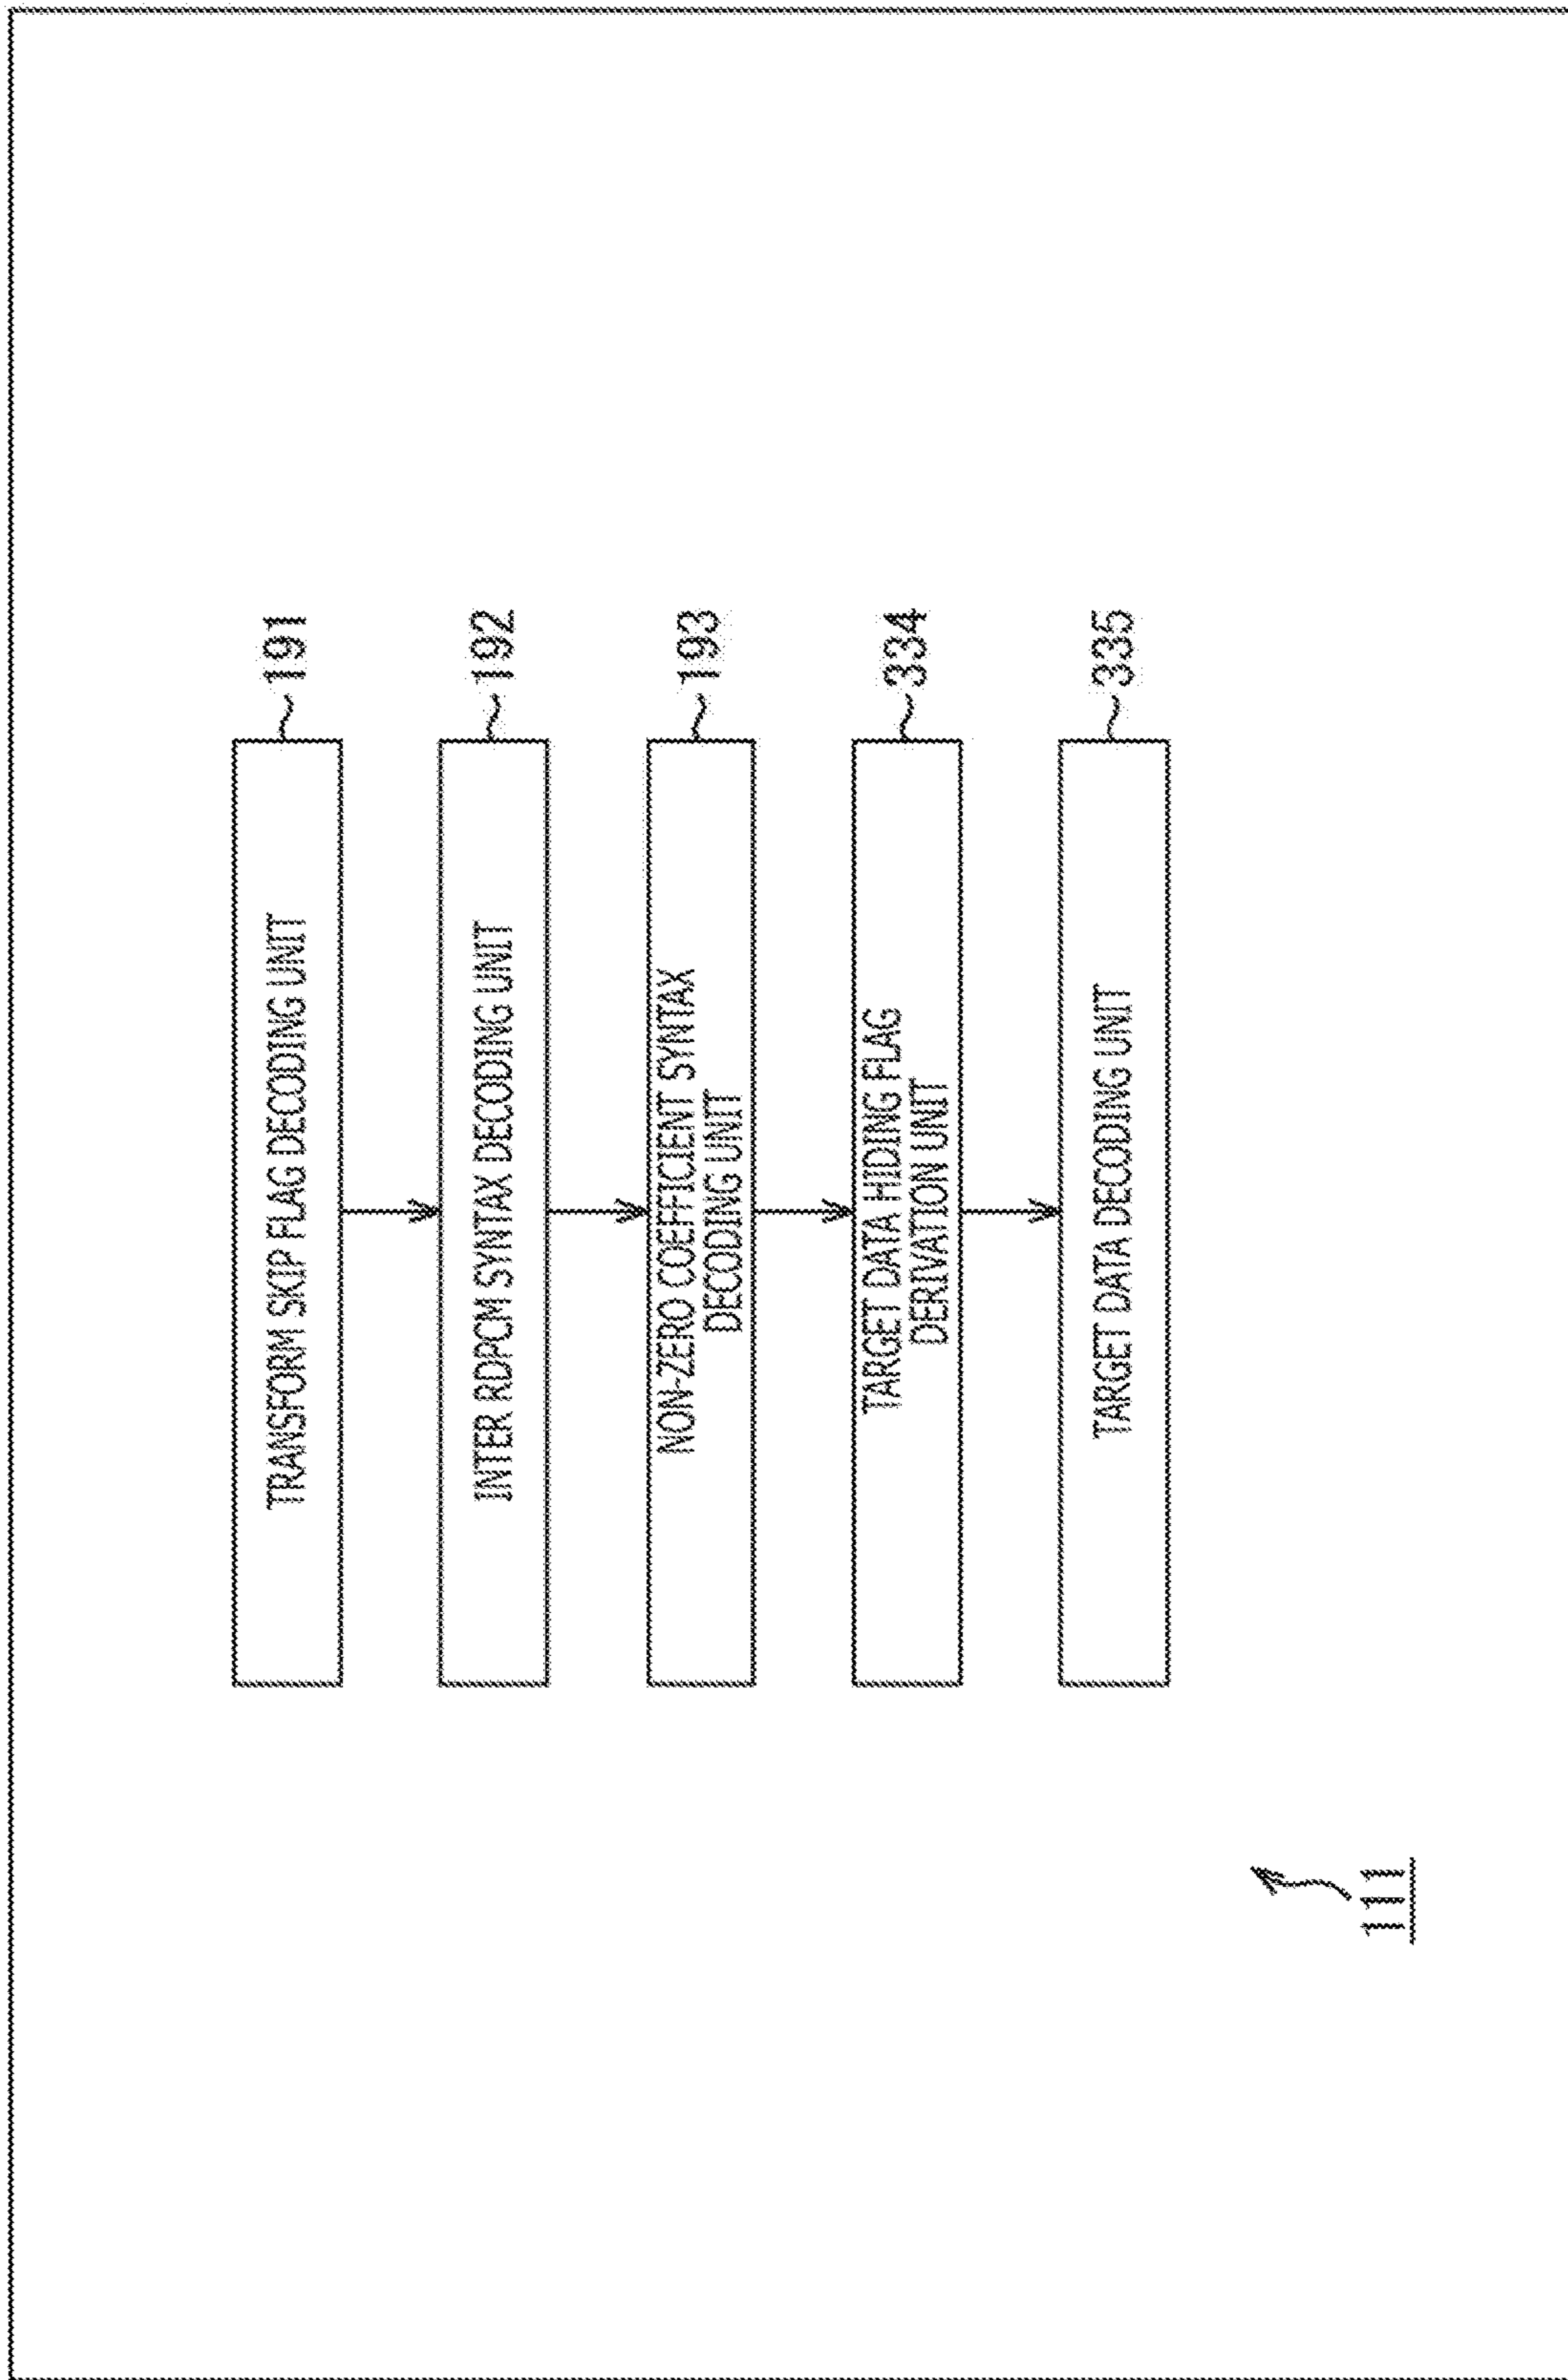 TRANSFORM SKIP FLAG DECODING UNIT
191
INTER RDPCM SYNTAX DECODING UNIT
192
NON-ZERO COEFFICIENT SYNTAX
DECODING UNIT
193
TARGET DATA HIDING FLAG
DERIVATION UNIT
334
TARGET DATA DECODING UNIT
335
111